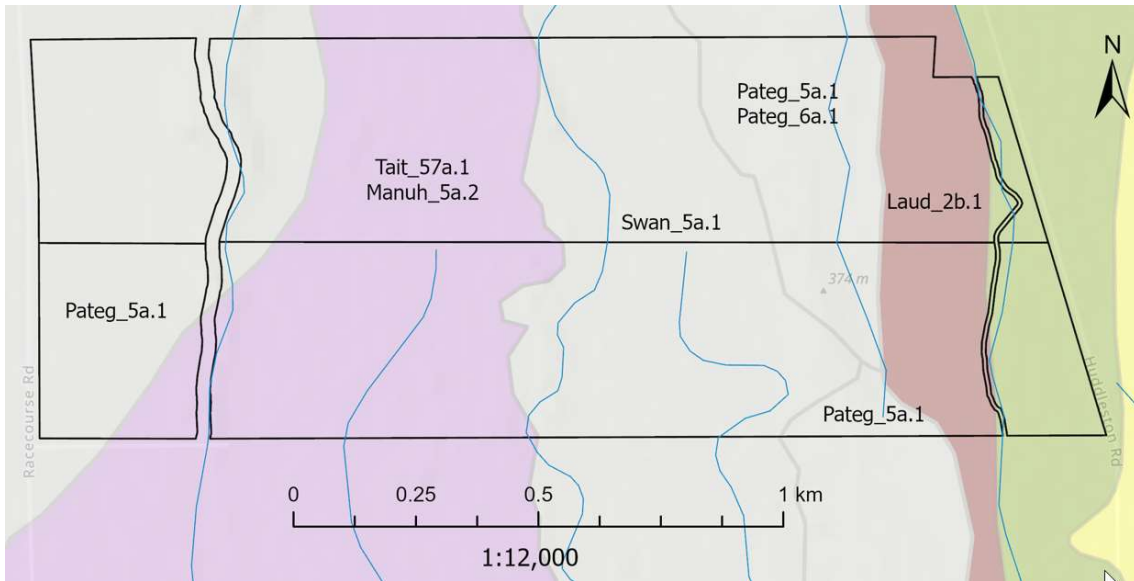 N
Pateg_5a.1
Pateg_6a.1
Tait_57a.1
Manuh_5a.2
Laud_2b.1
Swan_5a.1
374 m
Pateg_5a.1
Racecourse Rd
Huddleston Rd
Pateg_5a.1
0 0.25 0.5 1 km
1:12,000